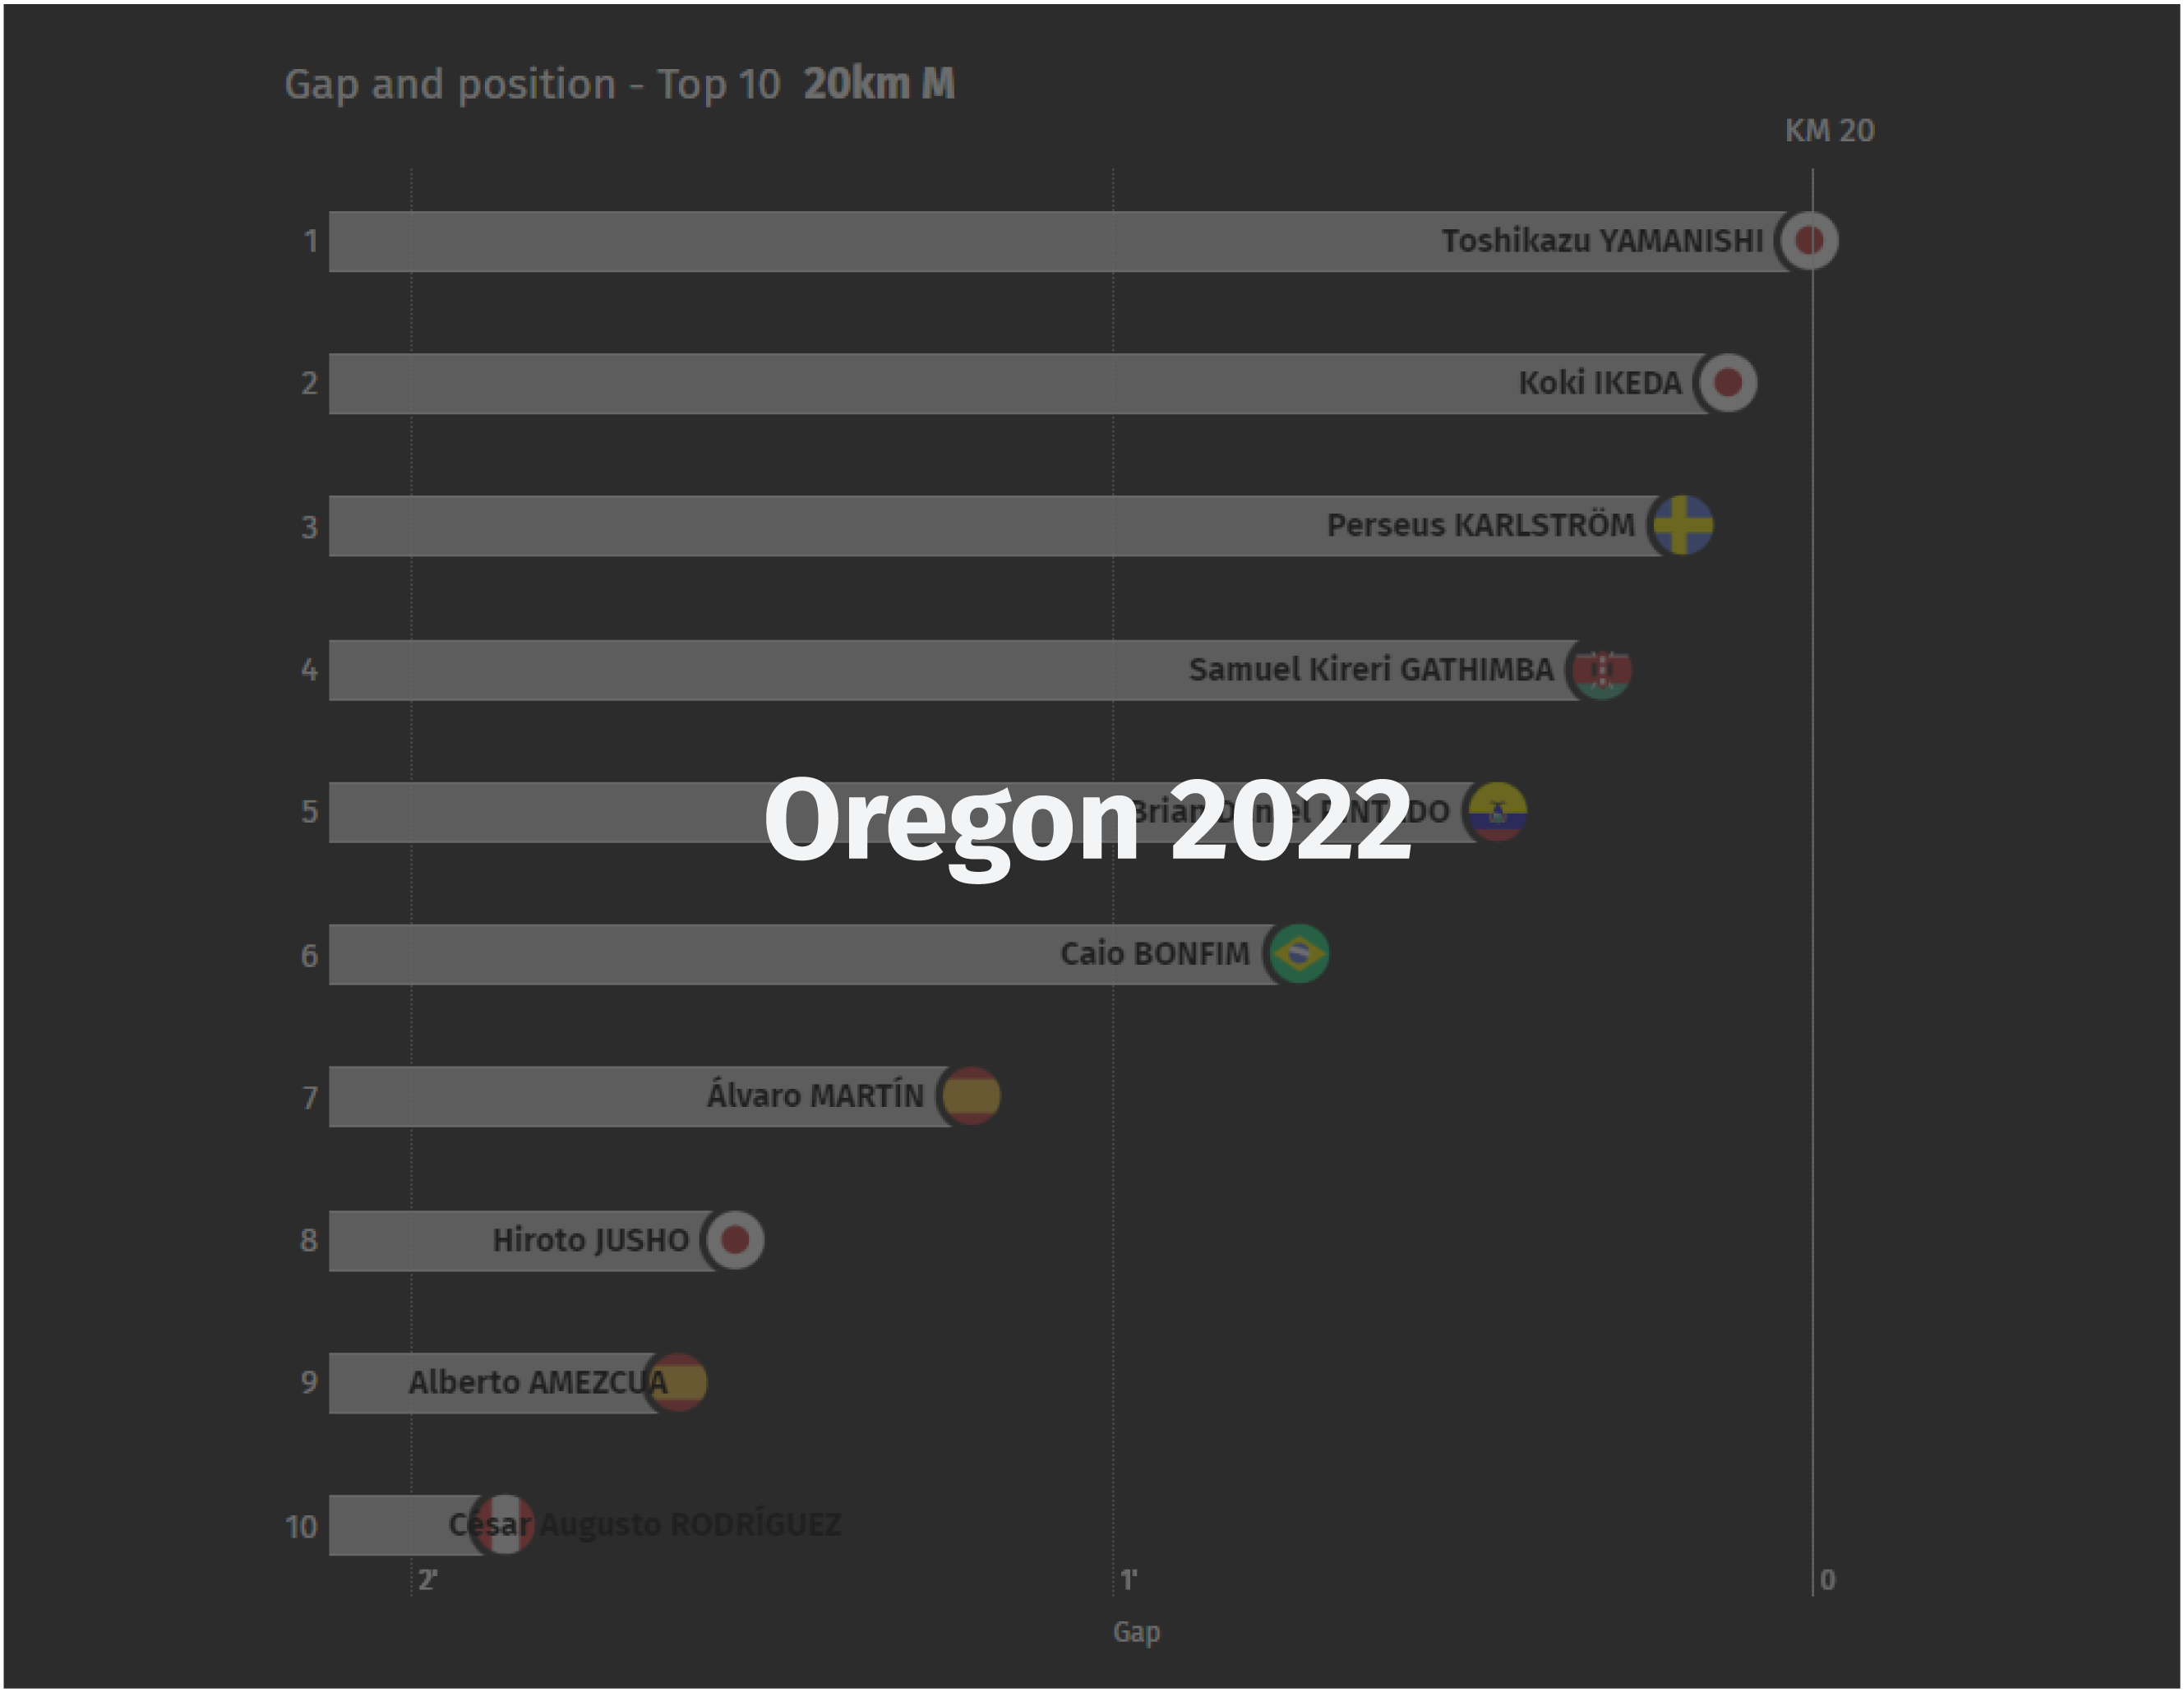 Gap and position - Top 10 20km M
KM 20
1 Toshikazu YAMANISHI
2 Koki IKEDA
3 Perseus KARLSTRÖM
4 Samuel Kireri GATHIMBA
5 Brian Daniel PINTADO
Oregon 2022
6 Caio BONFIM
7 Álvaro MARTÍN
8 Hiroto JUSHO
9 Alberto AMEZCUA
10 César Augusto RODRÍGUEZ
2' 1' 0
Gap